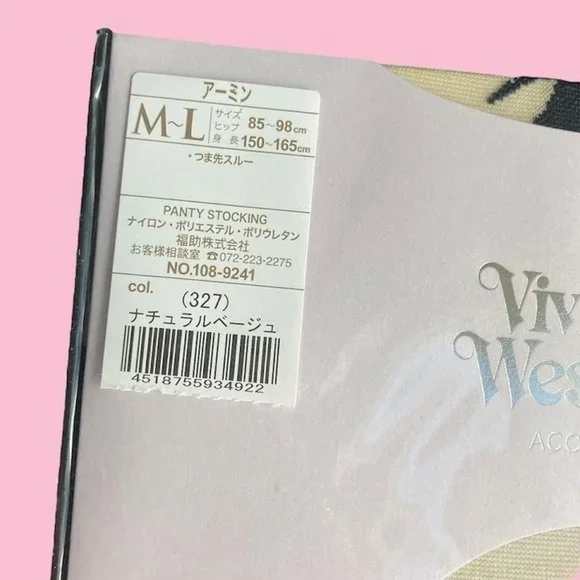 アーミン
M~L サイズ
ヒップ 85~98cm
身長 150~165cm
・つま先スルー
PANTY STOCKING
ナイロン・ポリエステル・ポリウレタン
福助株式会社
お客様相談室 ☎072-223-2275
NO.108-9241
col. (327)
ナチュラルベージュ
4518755934922
Viv
Wes
ACC